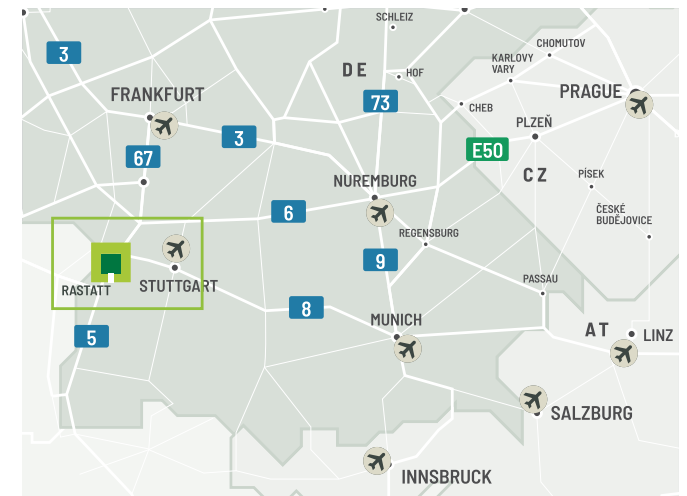 SCHLEIZ
3
CHOMUTOV
KARLOVY
VARY
DE
HOF
FRANKFURT
73
PRAGUE
CHEB
PLZEŇ
3
67
E50
CZ
PÍSEK
NUREMBURG
ČESKÉ
BUDĚJOVICE
6
REGENSBURG
9
PASSAU
STUTTGART
RASTATT
8
MUNICH
AT
LINZ
5
SALZBURG
INNSBRUCK